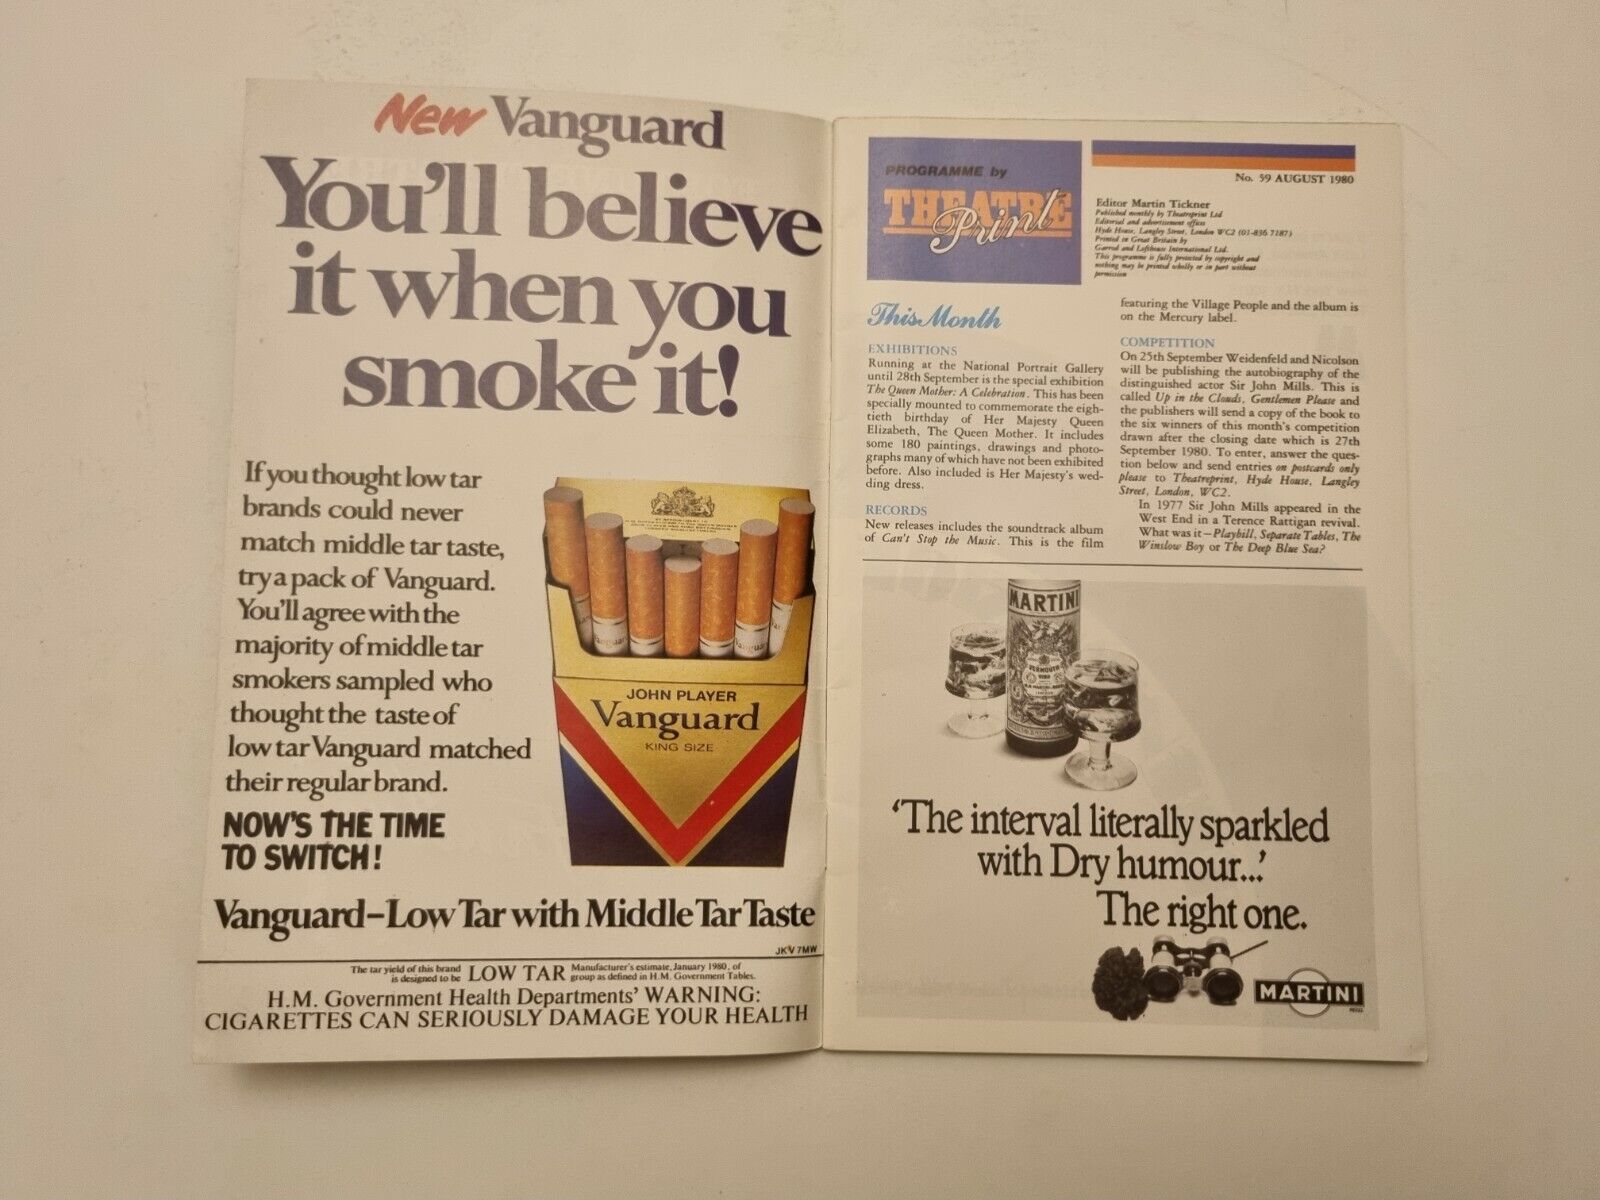 New Vanguard
You'll believe
it when you
smoke it!
If you thought low tar
brands could never
match middle tar taste,
try a pack of Vanguard.
You'll agree with the
majority of middle tar
smokers sampled who
thought the taste of
low tar Vanguard matched
their regular brand.
NOW'S THE TIME
TO SWITCH!
JOHN PLAYER
Vanguard
KING SIZE
Vanguard–Low Tar with Middle Tar Taste
JKV 7MW
The tar yield of this brand
is designed to be
LOW TAR
Manufacturer's estimate, January 1980, of
group as defined in H.M. Government Tables.
H.M. Government Health Departments' WARNING:
CIGARETTES CAN SERIOUSLY DAMAGE YOUR HEALTH
PROGRAMME by
THEATRE
Print
No. 59 AUGUST 1980
Editor Martin Tickner
Published monthly by Theatreprint Ltd
Editorial and advertisement offices
Hyde House, Langley Street, London WC2 (01-836 7187)
Printed in Great Britain by
Garrod and Lofthouse International Ltd.
This programme is fully protected by copyright and
nothing may be printed wholly or in part without
permission
This Month
EXHIBITIONS
Running at the National Portrait Gallery
until 28th September is the special exhibition
The Queen Mother: A Celebration. This has been
specially mounted to commemorate the eigh-
tieth birthday of Her Majesty Queen
Elizabeth, The Queen Mother. It includes
some 180 paintings, drawings and photo-
graphs many of which have not been exhibited
before. Also included is Her Majesty's wed-
ding dress.
RECORDS
New releases includes the soundtrack album
of Can't Stop the Music. This is the film
featuring the Village People and the album is
on the Mercury label.
COMPETITION
On 25th September Weidenfeld and Nicolson
will be publishing the autobiography of the
distinguished actor Sir John Mills. This is
called Up in the Clouds, Gentlemen Please and
the publishers will send a copy of the book to
the six winners of this month's competition
drawn after the closing date which is 27th
September 1980. To enter, answer the ques-
tion below and send entries on postcards only
please to Theatreprint, Hyde House, Langley
Street, London, WC2.
In 1977 Sir John Mills appeared in the
West End in a Terence Rattigan revival.
What was it—Playbill, Separate Tables, The
Winslow Boy or The Deep Blue Sea?
MARTINI
VERMOUTH
'The interval literally sparkled
with Dry humour...'
The right one.
MARTINI